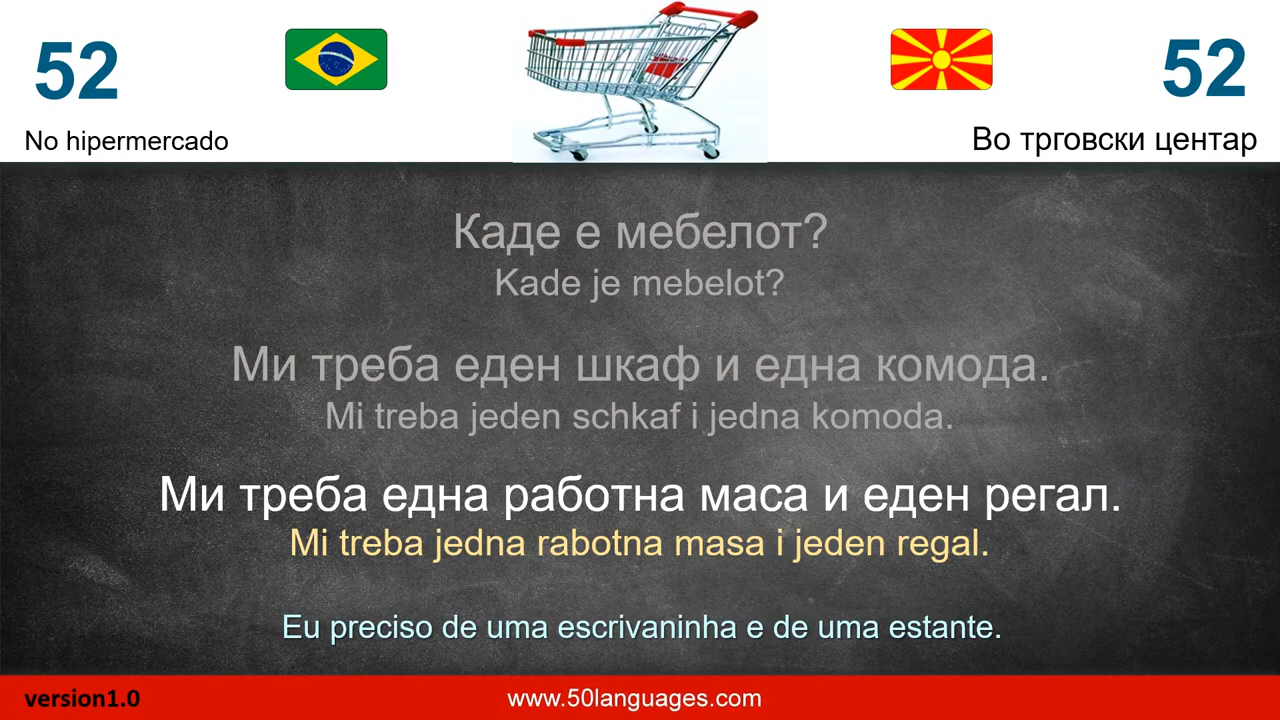 52
52
No hipermercado
Во трговски центар
Каде е мебелот?
Kade je mebelot?
Ми треба еден шкаф и една комода.
Mi treba jeden schkaf i jedna komoda.
Ми треба една работна маса и еден регал.
Mi treba jedna rabotna masa i jeden regal.
Eu preciso de uma escrivaninha e de uma estante.
version1.0
www.50languages.com